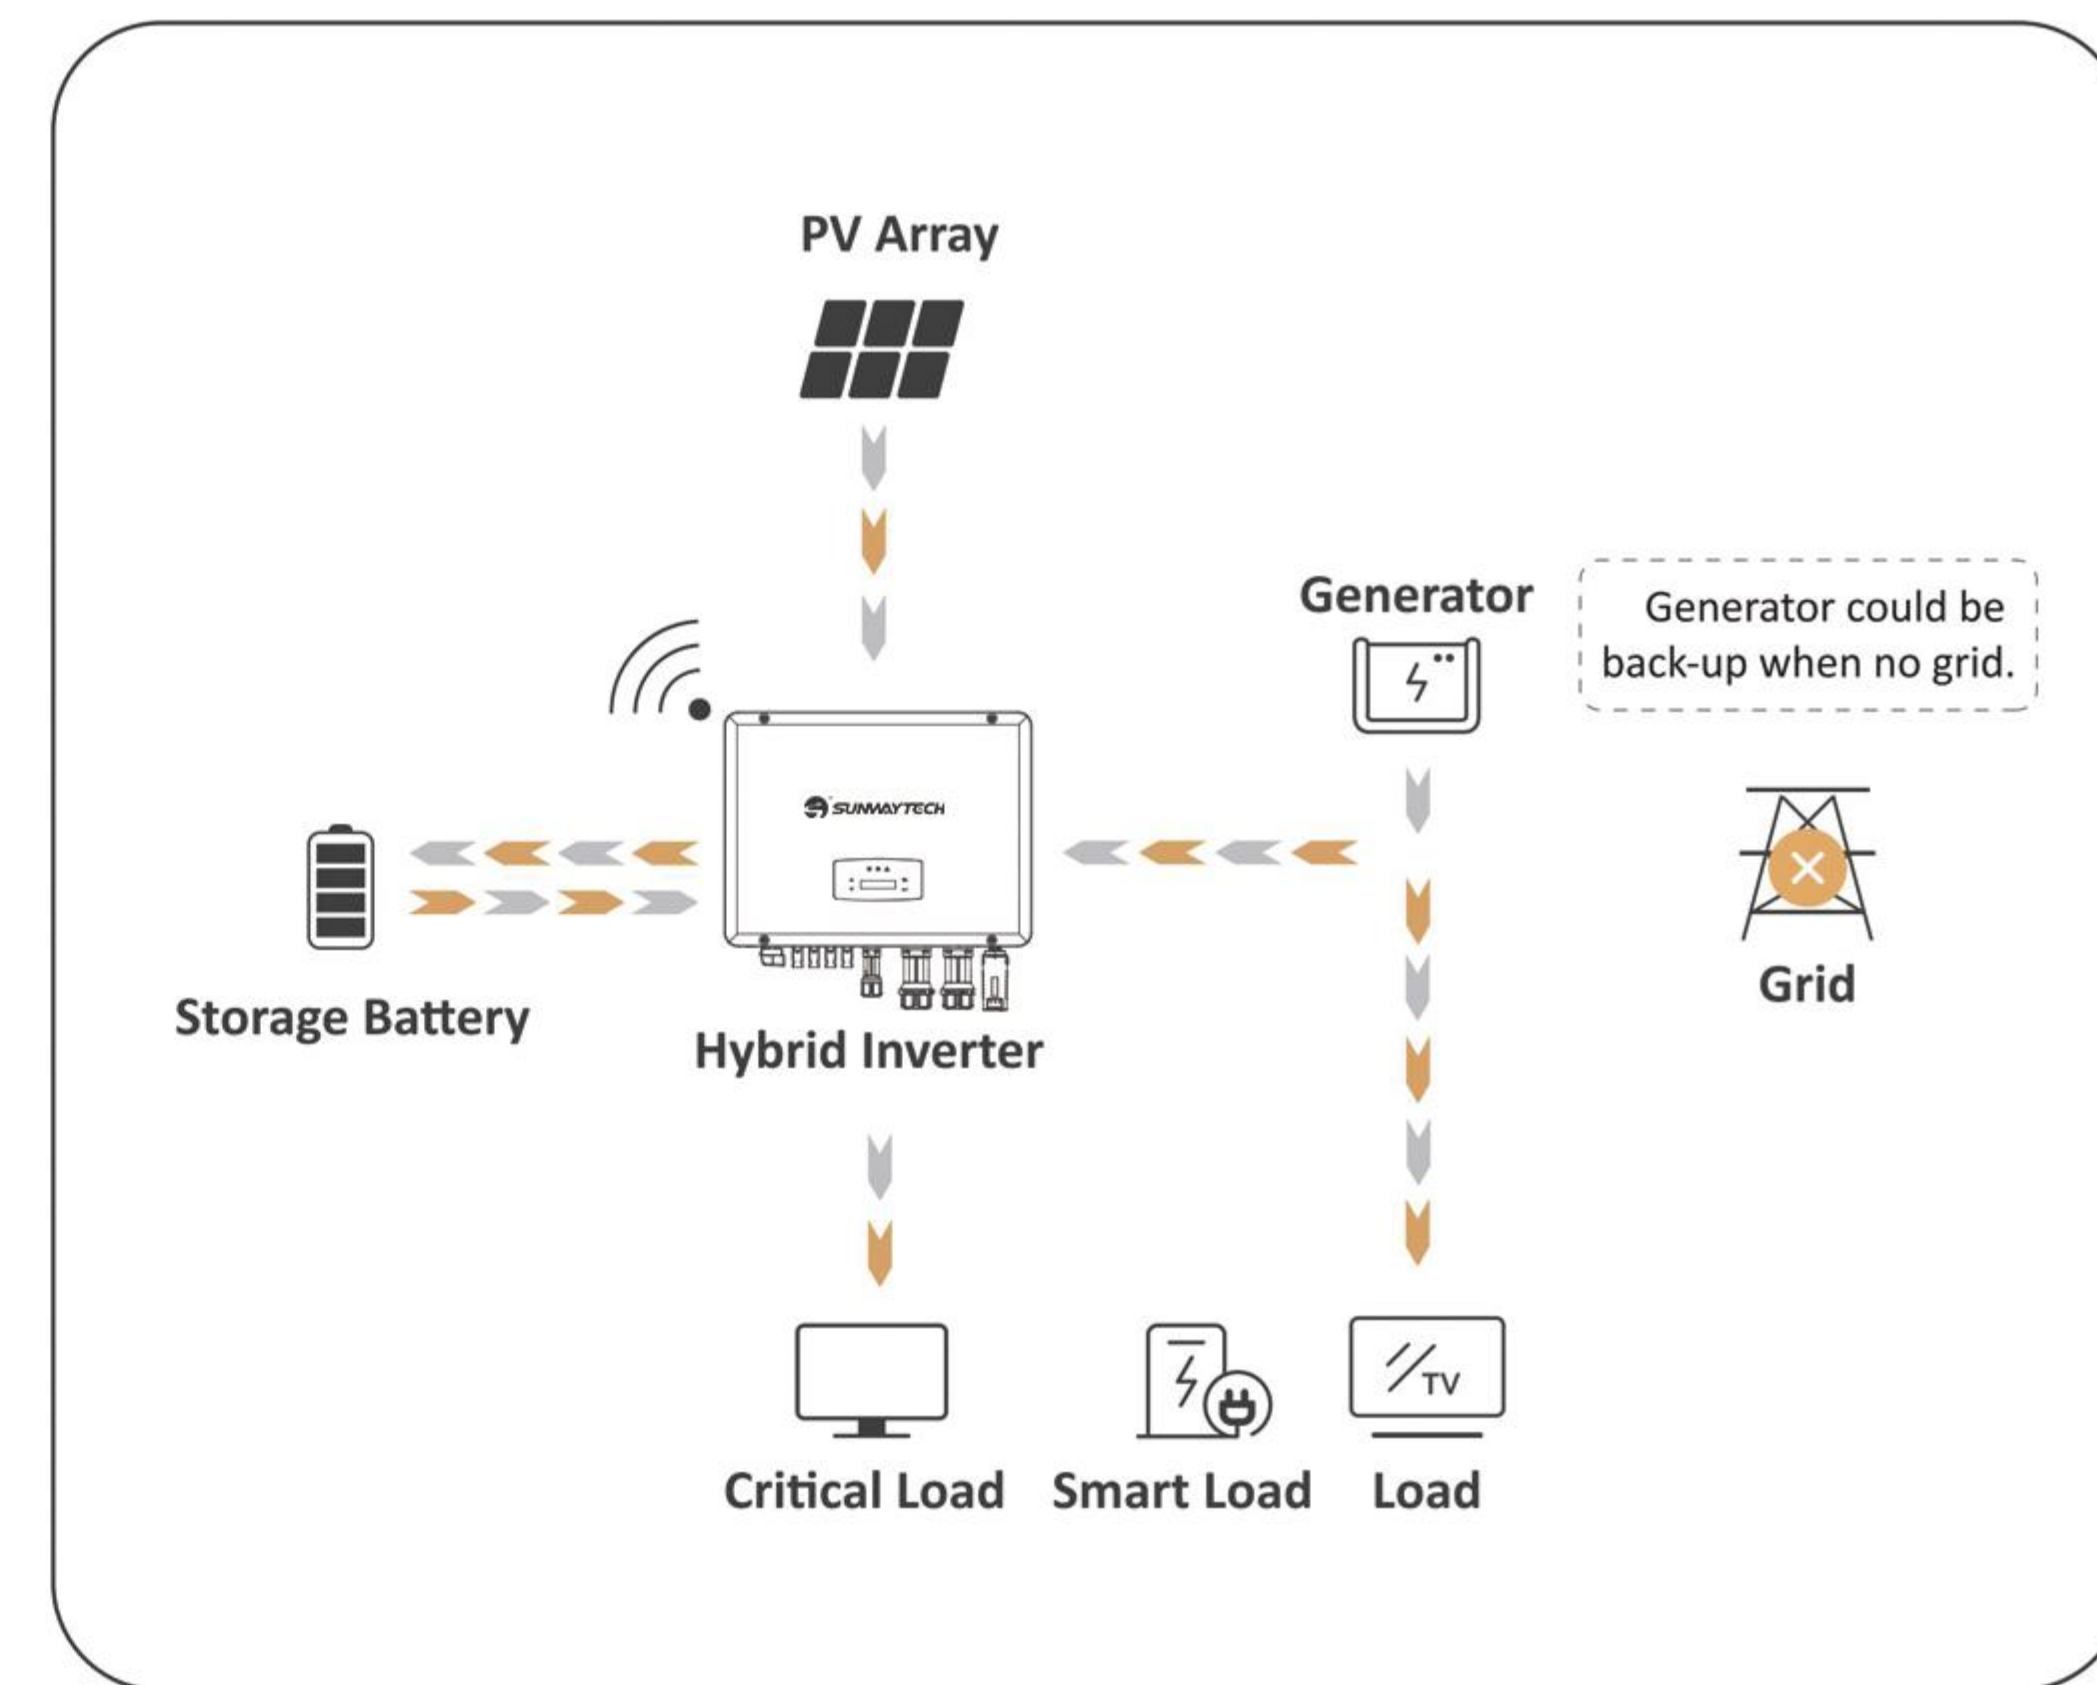 PV Array
Generator
Generator could be
back-up when no grid.
SUNWAYTECH
Storage Battery
Hybrid Inverter
Grid
TV
Critical Load
Smart Load
Load